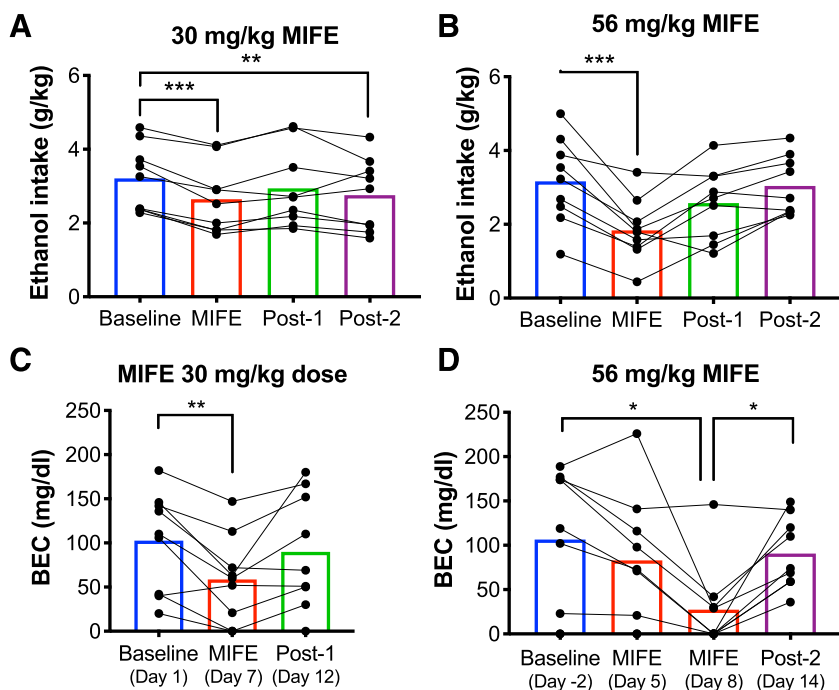 A
30 mg/kg MIFE
Ethanol intake (g/kg)
6
4
2
0
**
***
Baseline MIFE Post-1 Post-2
B
56 mg/kg MIFE
Ethanol intake (g/kg)
6
4
2
0
***
Baseline MIFE Post-1 Post-2
C
MIFE 30 mg/kg dose
BEC (mg/dl)
250
200
150
100
50
0
**
Baseline MIFE Post-1
(Day 1) (Day 7) (Day 12)
D
56 mg/kg MIFE
BEC (mg/dl)
250
200
150
100
50
0
* *
Baseline MIFE MIFE Post-2
(Day -2) (Day 5) (Day 8) (Day 14)